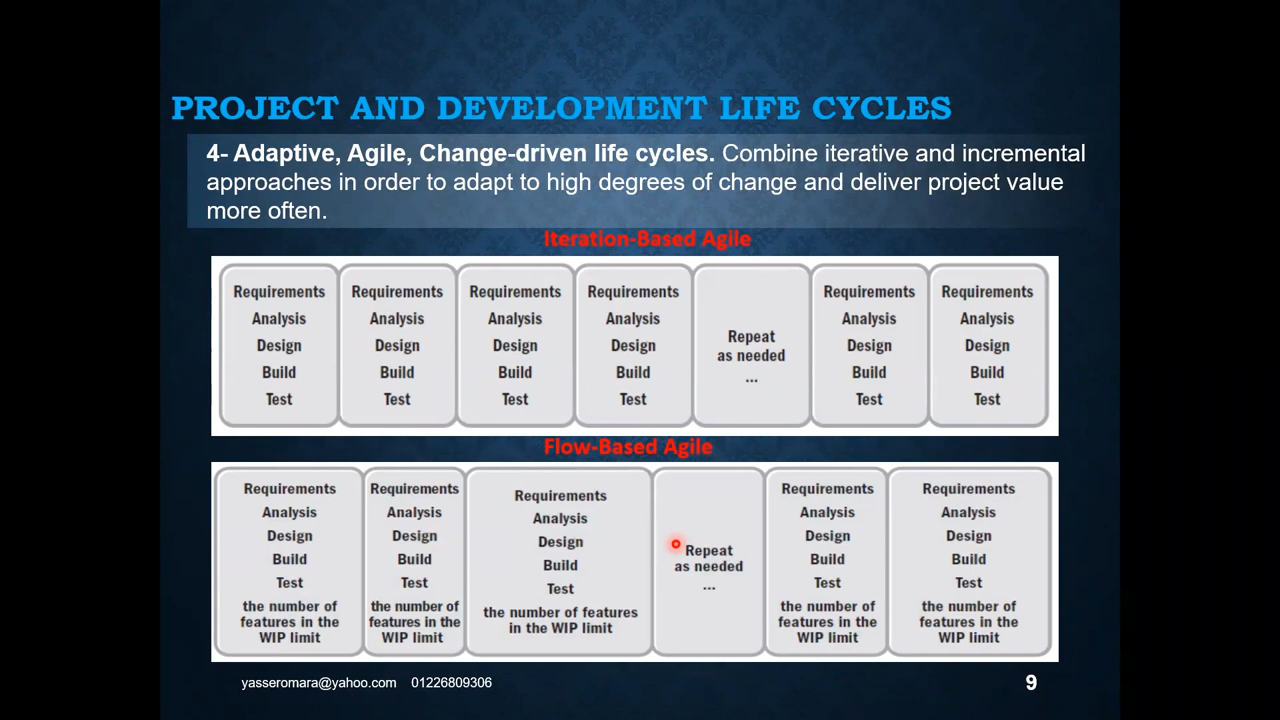 PROJECT AND DEVELOPMENT LIFE CYCLES
4- Adaptive, Agile, Change-driven life cycles. Combine iterative and incremental
approaches in order to adapt to high degrees of change and deliver project value
more often.
Iteration-Based Agile
Requirements Requirements Requirements Requirements Requirements Requirements
Analysis Analysis Analysis Analysis Analysis Analysis
Design Design Design Design Repeat Design Design
Build Build Build Build as needed Build Build
Test Test Test Test ... Test Test
Flow-Based Agile
Requirements Requirements Requirements Requirements Requirements
Analysis Analysis Analysis Analysis Analysis
Design Design Design Repeat Design Design
Build Build Build as needed Build Build
Test Test Test ... Test Test
the number of the number of the number of features the number of the number of
features in the features in the in the WIP limit features in the features in the
WIP limit WIP limit WIP limit WIP limit
yasseromara@yahoo.com 01226809306
9